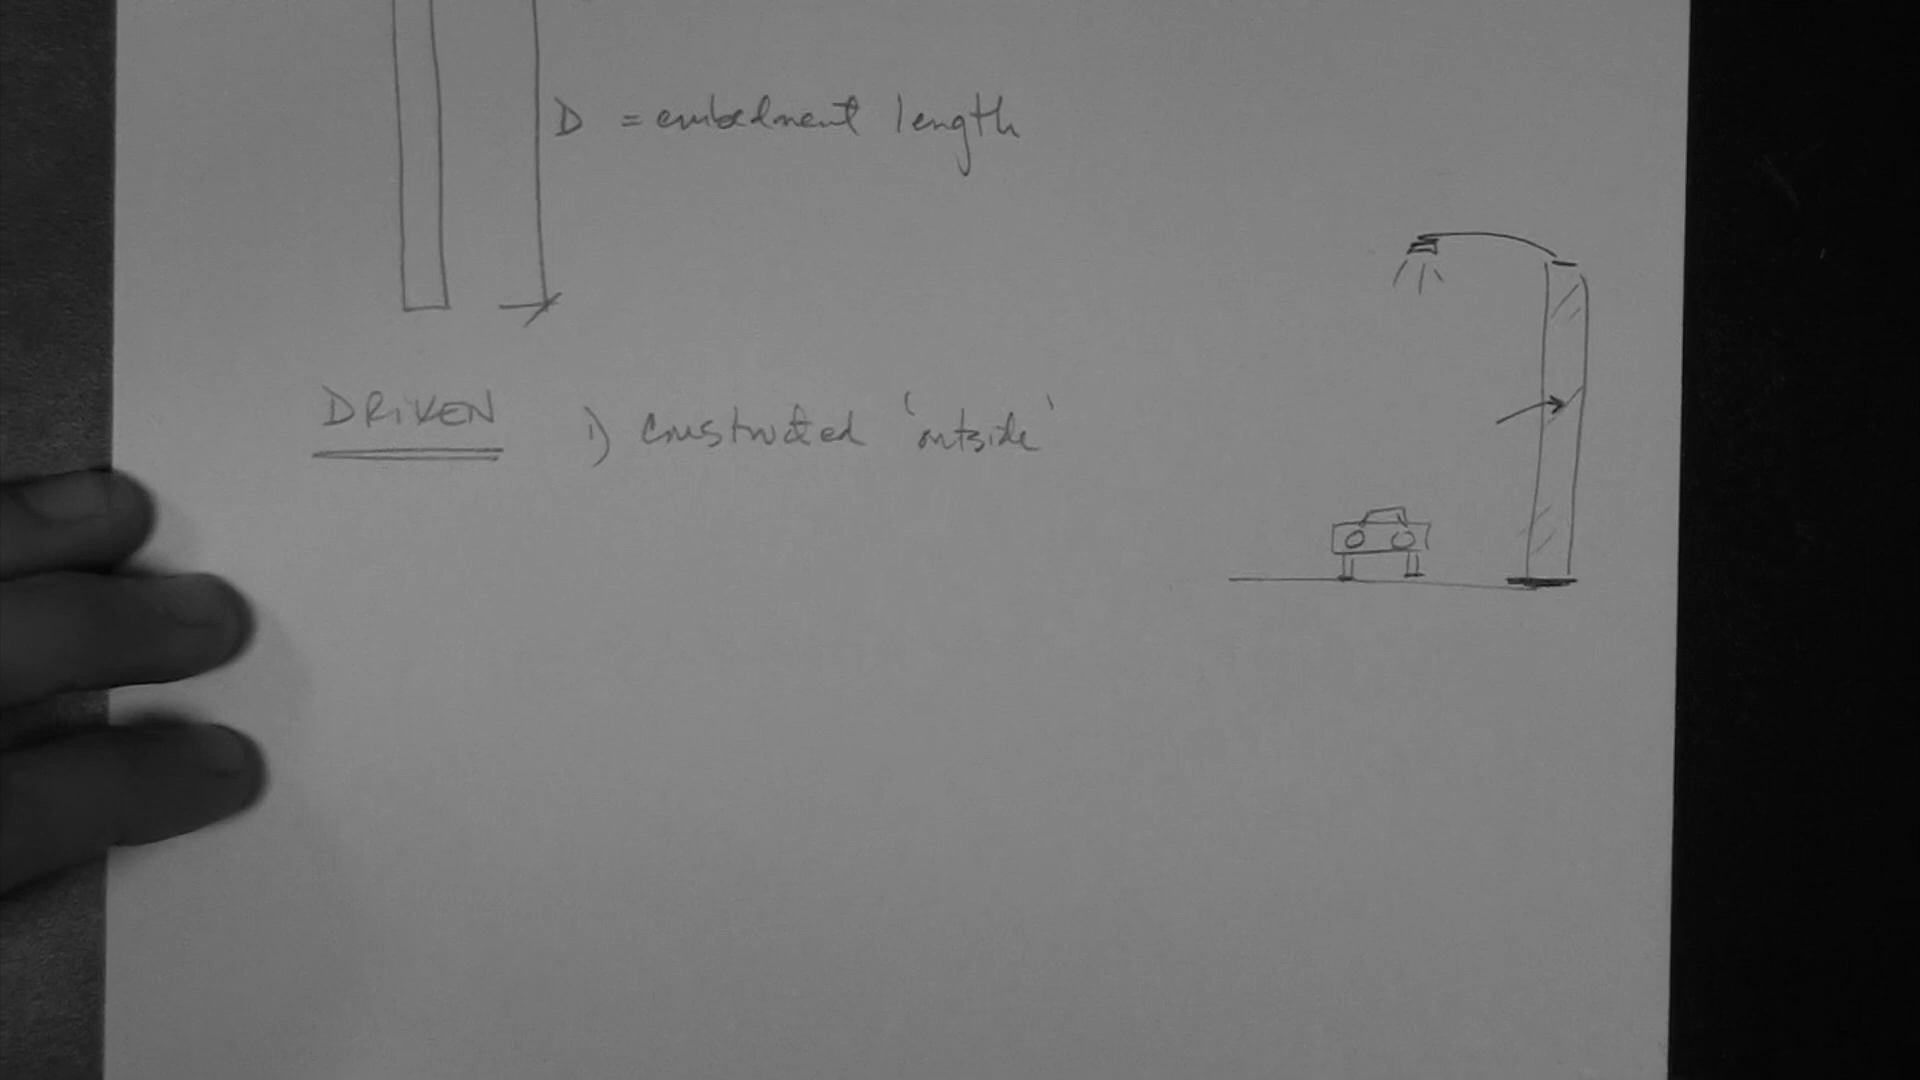 D = embedment length
DRIVEN 1) constructed 'outside'